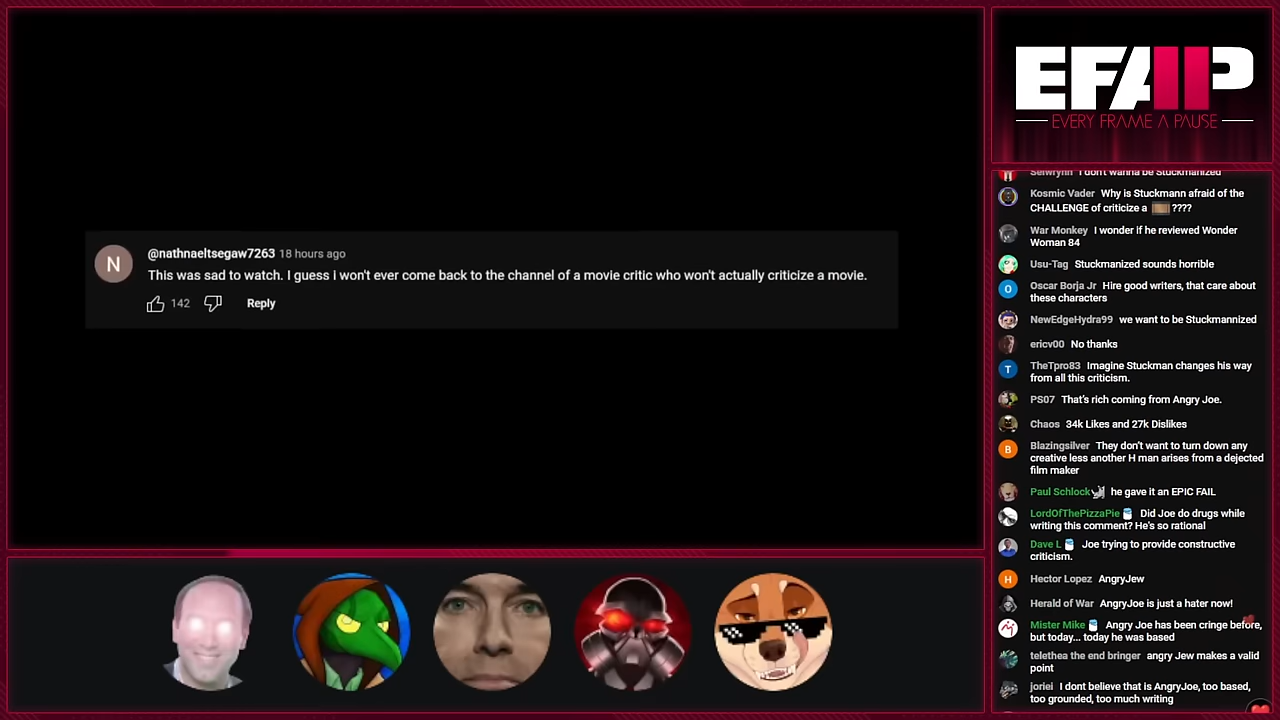 @nathnaeltsegaw7263 18 hours ago
This was sad to watch. I guess i won't ever come back to the channel of a movie critic who won't actually criticize a movie.
142 Reply
N
EFAP
EVERY FRAME A PAUSE
Selwrynn I don't wanna be Stuckmanized
Kosmic Vader Why is Stuckmann afraid of the
CHALLENGE of criticize a ????
War Monkey I wonder if he reviewed Wonder
Woman 84
Usu-Tag Stuckmanized sounds horrible
O Oscar Borja Jr Hire good writers, that care about
these characters
NewEdgeHydra99 we want to be Stuckmannized
ericv00 No thanks
T TheTpro83 Imagine Stuckman changes his way
from all this criticism.
PS07 That's rich coming from Angry Joe.
Chaos 34k Likes and 27k Dislikes
B Blazingsilver They don't want to turn down any
creative less another H man arises from a dejected
film maker
Paul Schlock he gave it an EPIC FAIL
LordOfThePizzaPie Did Joe do drugs while
writing this comment? He's so rational
Dave L Joe trying to provide constructive
criticism.
H Hector Lopez AngryJew
Herald of War AngryJoe is just a hater now!
Mister Mike Angry Joe has been cringe before,
but today... today he was based
telethea the end bringer angry Jew makes a valid
point
joriei I dont believe that is AngryJoe, too based,
too grounded, too much writing